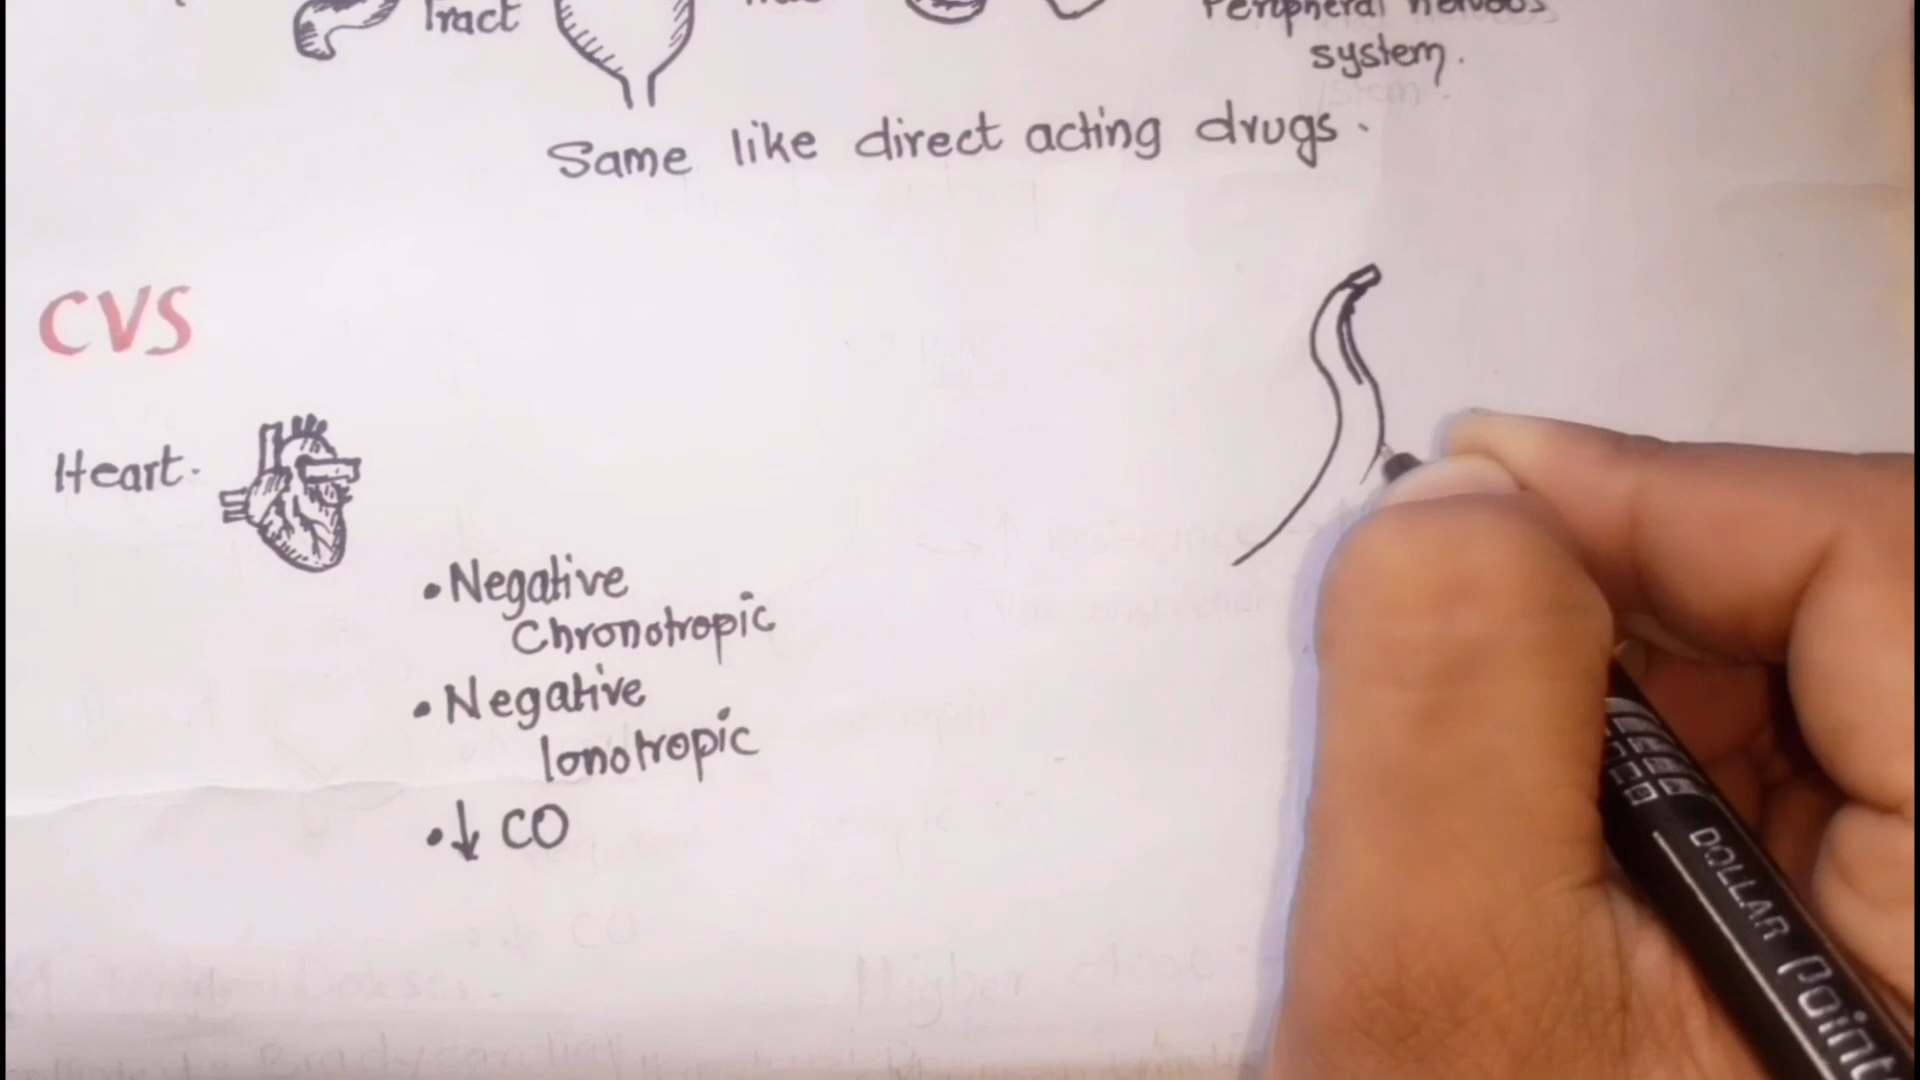 Tract
Peripheral nervous
system.
Same like direct acting drugs.
CVS
Heart.
• Negative
Chronotropic
• Negative
Ionotropic
• ↓ CO
DOLLAR Point